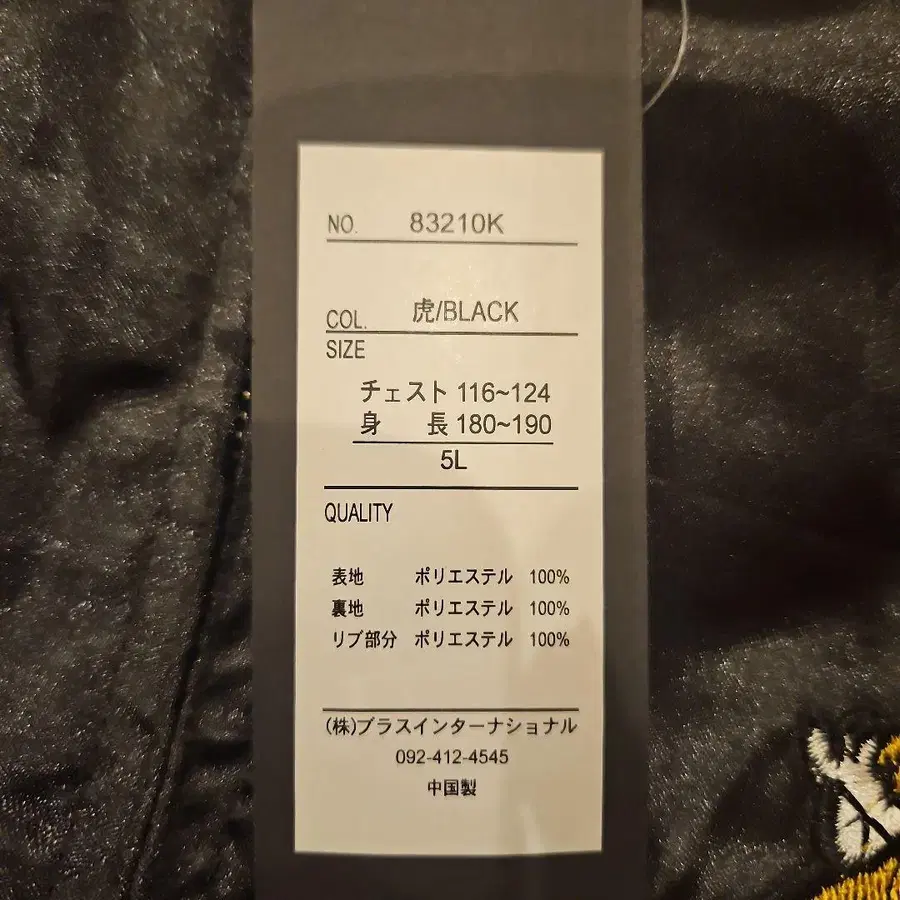 NO. 83210K
COL. 虎/BLACK
SIZE
チェスト 116~124
身 長 180~190
5L
QUALITY
表地 ポリエステル 100%
裏地 ポリエステル 100%
リブ部分 ポリエステル 100%
(株)ブラスインターナショナル
092-412-4545
中国製